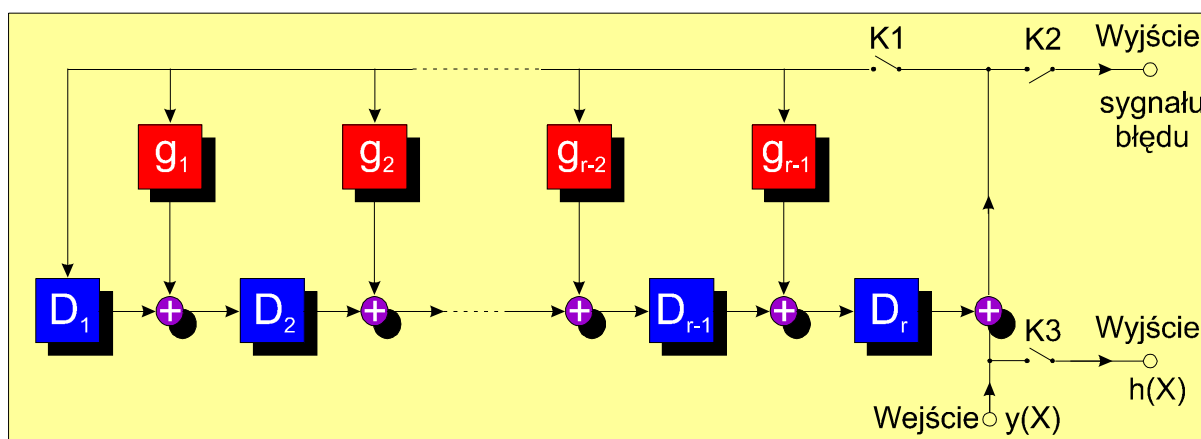 K1
K2
Wyjście
sygnału
błędu
g1
g2
gr-2
gr-1
D1
D2
Dr-1
Dr
K3
Wyjście
h(X)
Wejście y(X)